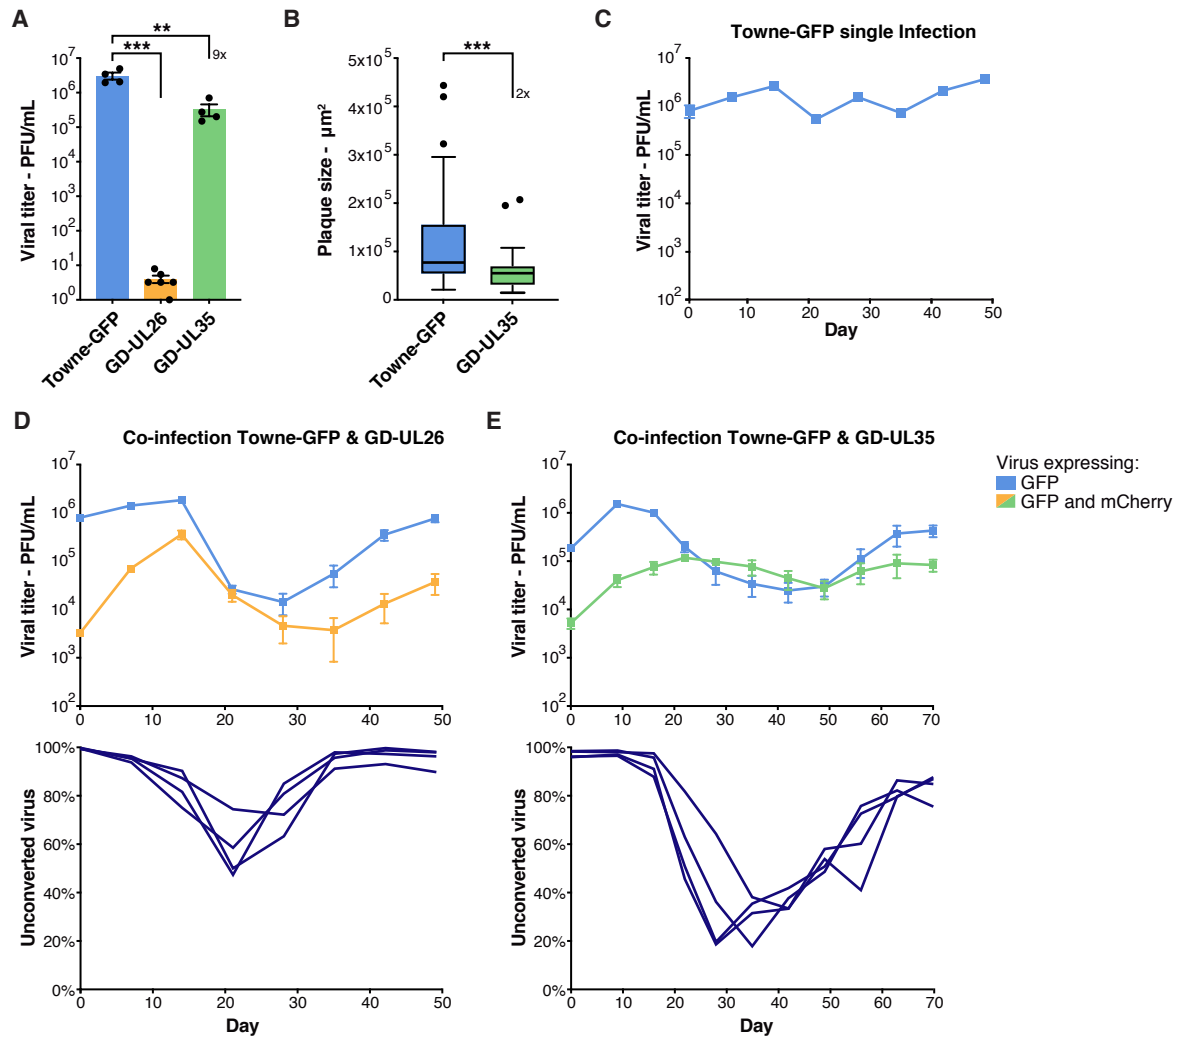 A
Viral titer - PFU/mL
10⁷
10⁶
10⁵
10⁴
10³
10²
10¹
10⁰
***
**
9x
Towne-GFP
GD-UL26
GD-UL35
B
Plaque size - µm²
5x10⁵
4x10⁵
3x10⁵
2x10⁵
1x10⁵
0
***
2x
Towne-GFP
GD-UL35
C
Towne-GFP single Infection
Viral titer - PFU/mL
10⁷
10⁶
10⁵
10⁴
10³
10²
0 10 20 30 40 50
Day
D
Co-infection Towne-GFP & GD-UL26
Viral titer - PFU/mL
10⁷
10⁶
10⁵
10⁴
10³
10²
0 10 20 30 40 50
Unconverted virus
100%
80%
60%
40%
20%
0%
0 10 20 30 40 50
Day
E
Co-infection Towne-GFP & GD-UL35
Viral titer - PFU/mL
10⁷
10⁶
10⁵
10⁴
10³
10²
0 10 20 30 40 50 60 70
Unconverted virus
100%
80%
60%
40%
20%
0%
0 10 20 30 40 50 60 70
Day
Virus expressing:
GFP
GFP and mCherry